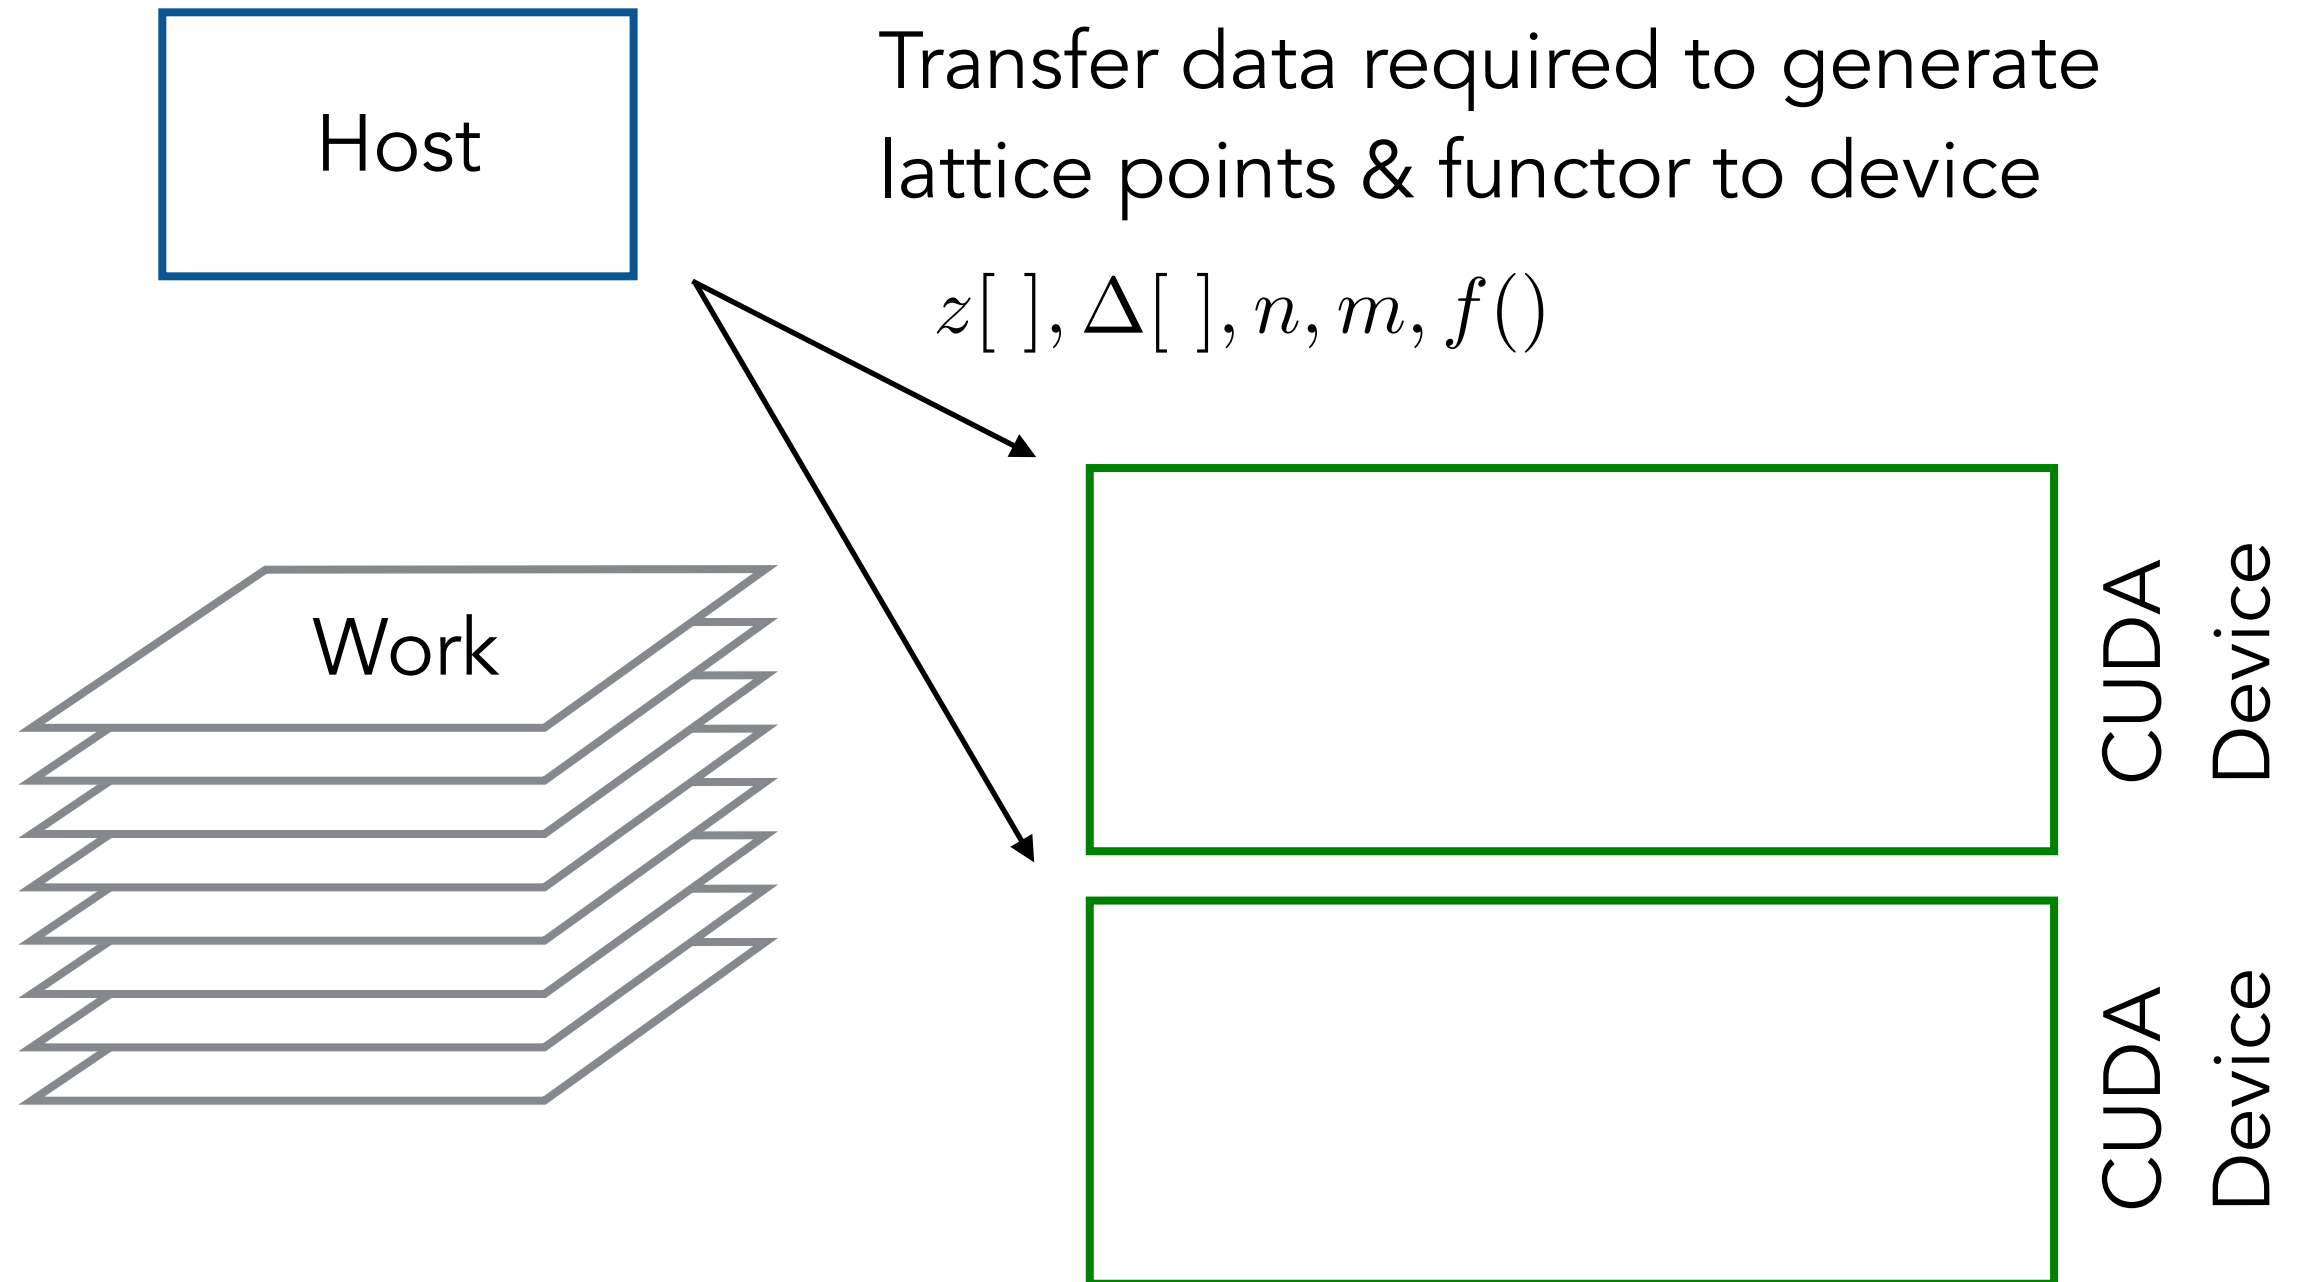 Host
Transfer data required to generate
lattice points & functor to device
z[ ], Δ[ ], n, m, f()
Work
CUDA
Device
CUDA
Device